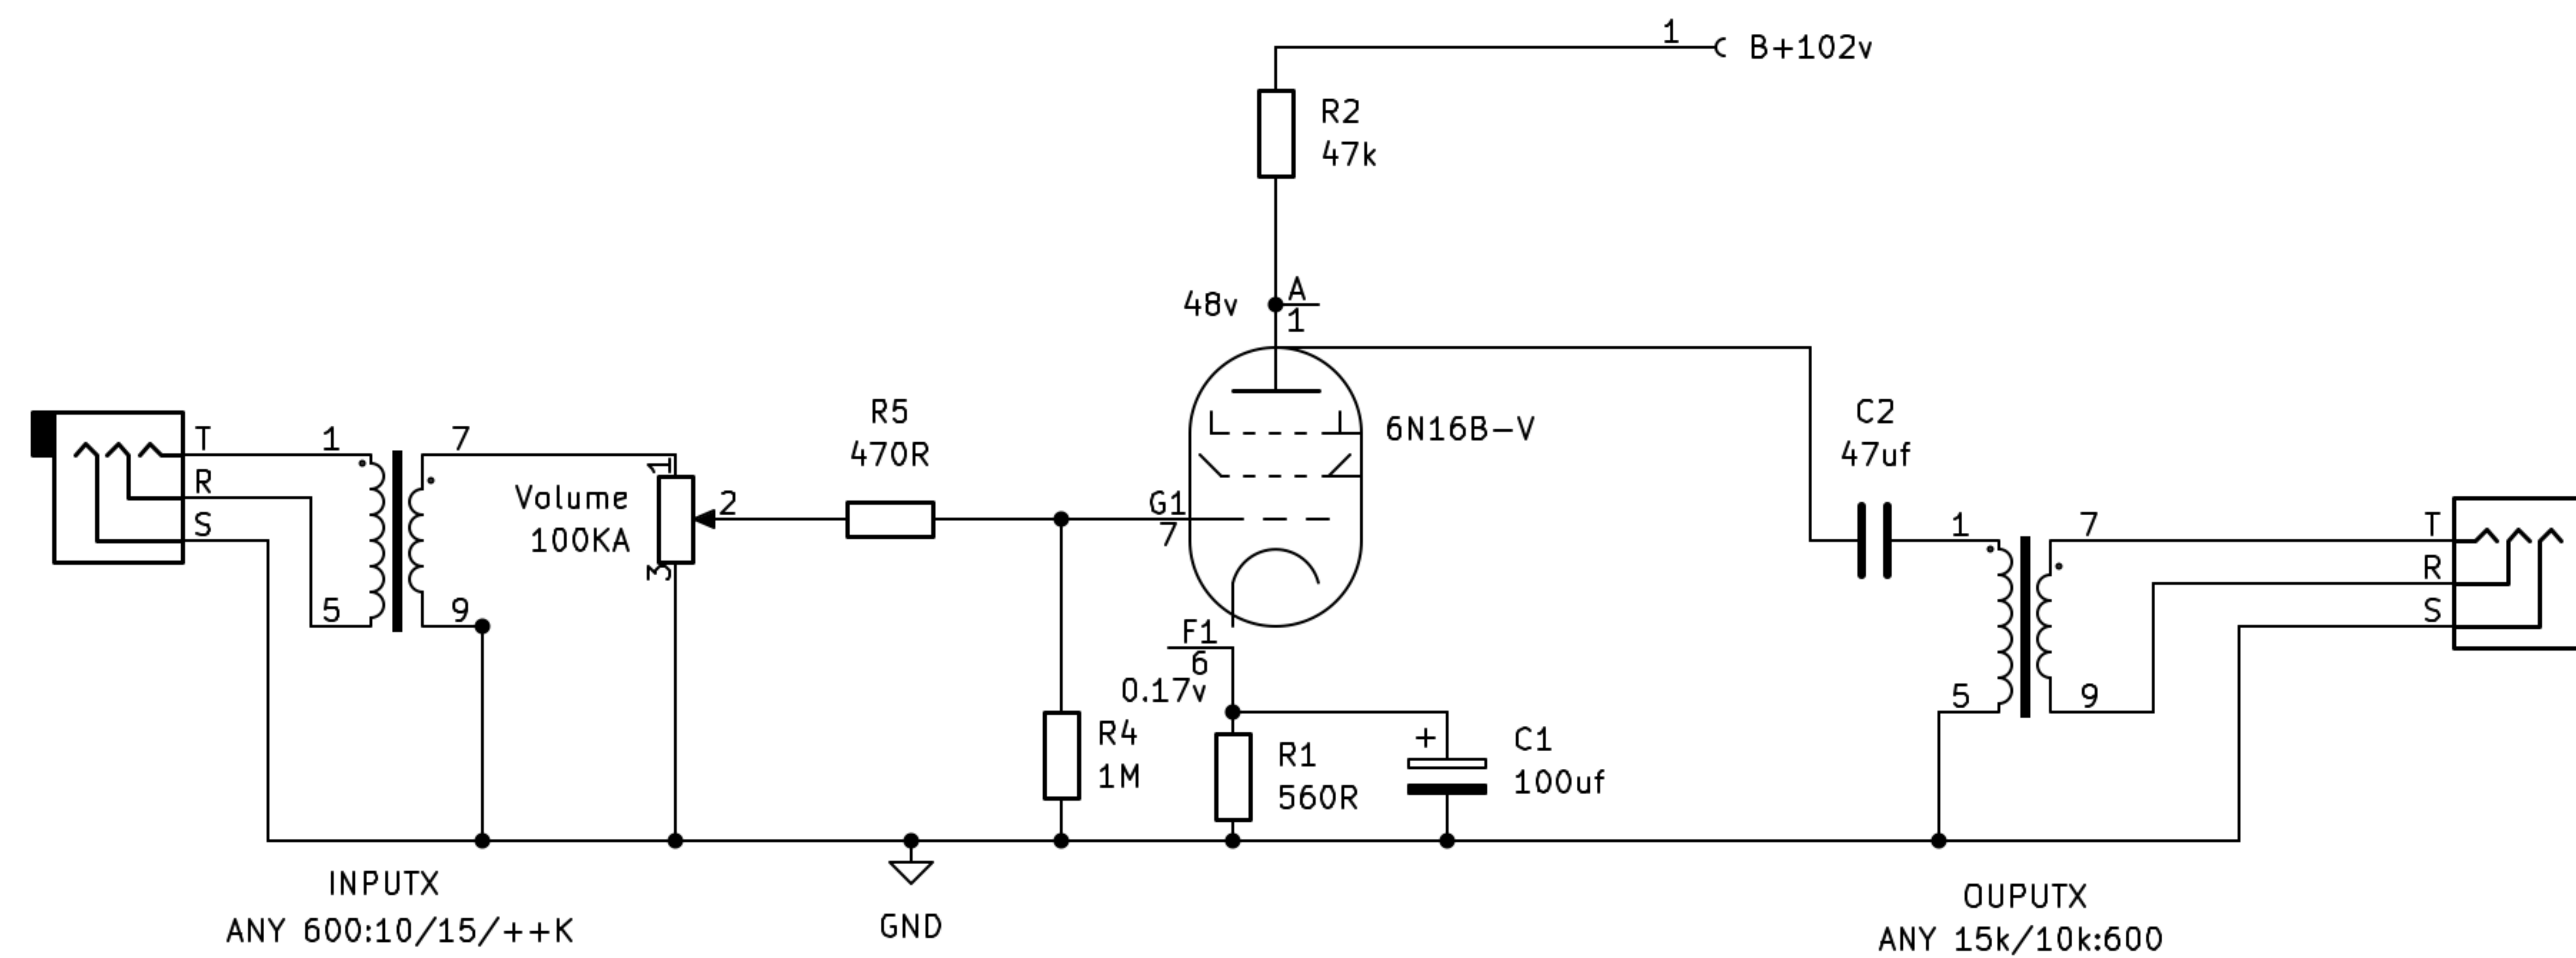 1
B+102v
R2
47k
A
48v
1
R5
470R
C2
47uf
6N16B-V
T
1
7
1
R
Volume
2
G1
S
100KA
7
1
7
T
3
R
5
9
S
F1
6
0.17v
5
9
R4
1M
+
C1
R1
100uf
560R
INPUTX
ANY 600:10/15/++K
GND
OUPUTX
ANY 15k/10k:600